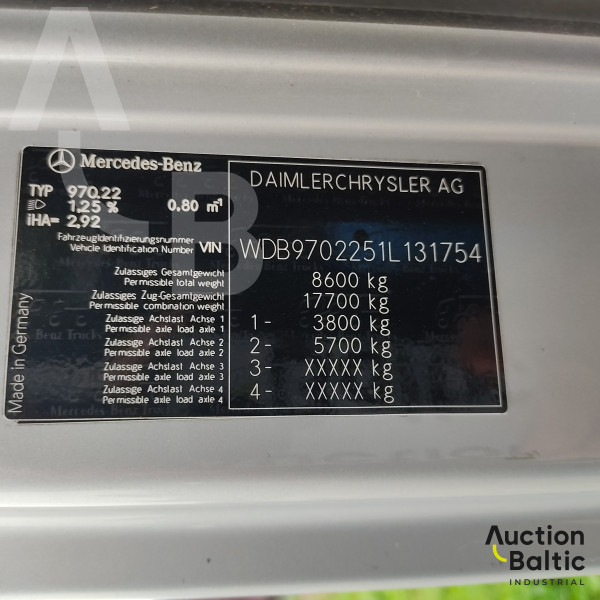 Mercedes-Benz
DAIMLERCHRYSLER AG
TYP 970.22
1,25 % 0.80 m⁻¹
iHA= 2,92
Fahrzeugidentifizierungsnummer
Vehicle Identification Number VIN WDB9702251L131754
Zulassiges Gesamtgewicht
Permissible total weight 8600 kg
Zulassiges Zug-Gesamtgewicht
Permissible combination weight 17700 kg
Zulassige Achslast Achse 1
Permissible axle load axle 1 1- 3800 kg
Zulassige Achslast Achse 2
Permissible axle load axle 2 2- 5700 kg
Zulassige Achslast Achse 3
Permissible axle load axle 3 3- XXXXX kg
Zulassige Achslast Achse 4
Permissible axle load axle 4 4- XXXXX kg
Made in Germany
Auction
Baltic
INDUSTRIAL